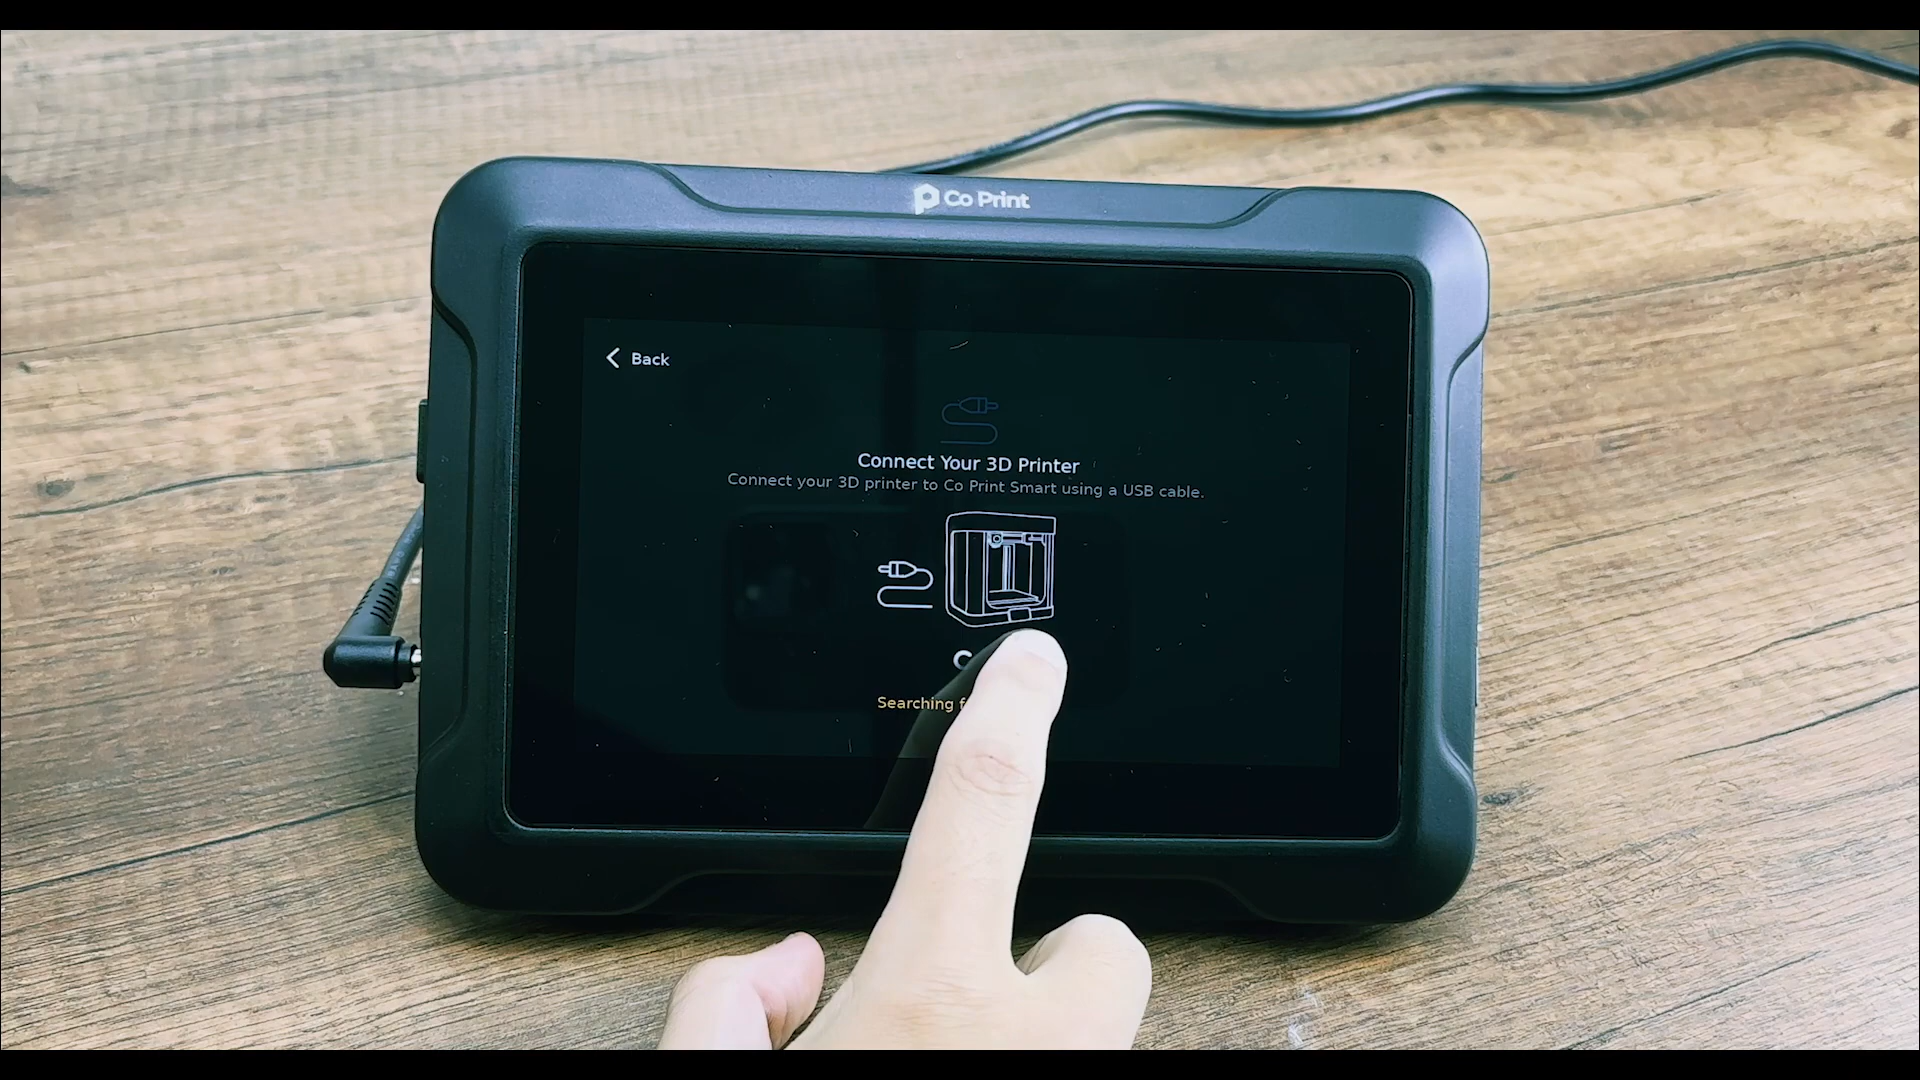 Co Print
Back
Connect Your 3D Printer
Connect your 3D printer to Co Print Smart using a USB cable.
Searching